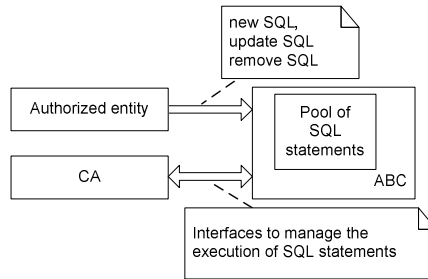 new SQL,
update SQL
remove SQL
Authorized entity
Pool of
SQL
statements
CA
ABC
Interfaces to manage the
execution of SQL statements